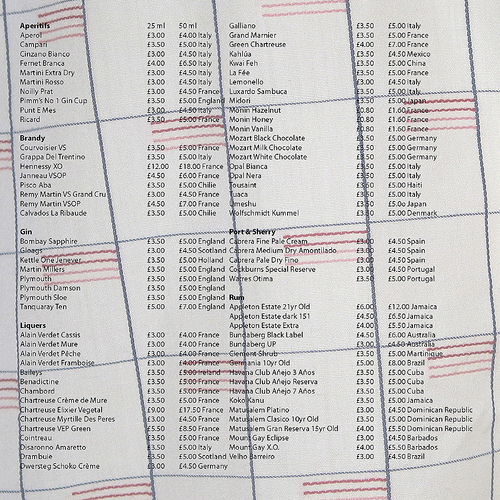 Aperitifs 25 ml 50 ml
Aperol £3.00 £4.00 Italy
Campari £3.50 £5.00 Italy
Cinzano Bianco £3.00 £4.00 Italy
Fernet Branca £4.00 £6.50 Italy
Martini Extra Dry £3.00 £4.50 Italy
Martini Rosso £3.00 £4.50 Italy
Noilly Prat £3.00 £4.50 France
Pimm's No 1 Gin Cup £3.50 £5.00 England
Punt E Mes £3.00 £4.50 Italy
Ricard £3.50 £5.00 France
Brandy
Courvoisier VS £3.50 £5.00 France
Grappa Del Trentino £3.50 £5.00 Italy
Hennessy XO £12.00 £18.00 France
Janneau VSOP £4.50 £6.00 France
Pisco Aba £3.50 £5.00 Chilie
Remy Martin VS Grand Cru £3.00 £4.50 France
Remy Martin VSOP £4.50 £7.00 France
Calvados La Ribaude £3.50 £5.00 Chilie
Gin
Bombay Sapphire £3.50 £5.00 England
Gloags £3.00 £4.50 Scotland
Kettle One Jenever £3.50 £5.00 Holland
Martin Millers £3.50 £5.00 England
Plymouth £3.50 £5.00 England
Plymouth Damson £3.50 £5.00 England
Plymouth Sloe £3.50 £5.00 England
Tanquaray Ten £5.00 £7.00 England
Liquers
Alain Verdet Cassis £3.00 £4.00 France
Alain Verdet Mure £3.00 £4.00 France
Alain Verdet Pêche £3.00 £4.00 France
Alain Verdet Framboise £3.00 £4.00 France
Baileys £3.50 £5.00 Ireland
Benadictine £3.50 £5.00 France
Chambord £3.50 £5.00 France
Chartreuse Crème de Mure £3.50 £5.00 France
Chartreuse Elixier Vegetal £9.00 £17.50 France
Chartreuse Myrtille Des Peres £3.00 £4.50 France
Chartreuse VEP Green £5.50 £8.50 France
Cointreau £3.50 £5.00 France
Disaronno Amaretto £3.50 £5.00 Italy
Drambuie £3.50 £5.00 Scotland
Dwersteg Schoko Crème £3.00 £4.50 Germany
Galliano £3.50 £5.00 Italy
Grand Marnier £3.50 £5.00 France
Green Chartreuse £4.00 £7.00 France
Kahlúa £3.50 £4.50 Mexico
Kwai Feh £3.50 £5.00 China
La Fée £3.50 £5.00 France
Lemonello £3.00 £4.50 Italy
Luxardo Sambuca £3.50 £5.00 Italy
Midori £3.50 £5.00 Japan
Monin Hazelnut £0.80 £1.60 France
Monin Honey £0.80 £1.60 France
Monin Vanilla £0.80 £1.60 France
Mozart Black Chocolate £3.50 £5.00 Germany
Mozart Milk Chocolate £3.50 £5.00 Germany
Mozart White Chocolate £3.50 £5.00 Germany
Opal Bianca £3.50 £5.00 Italy
Opal Nera £3.50 £5.00 Italy
Tousaint £3.50 £5.00 Haiti
Tuaca £3.50 £5.00 Italy
Umeshu £3.50 £5.00 Japan
Wolfschmidt Kummel £3.50 £5.00 Denmark
Port & Sherry
Cabrera Fine Pale Cream £3.00 £4.50 Spain
Cabrera Medium Dry Amontilado £3.00 £4.50 Spain
Cabrera Pale Dry Fino £3.00 £4.50 Spain
Cockburns Special Reserve £3.00 £4.50 Portugal
Warres Otima £3.50 £5.00 Portugal
Rum
Appleton Estate 21yr Old £6.00 £12.00 Jamaica
Appleton Estate dark 151 £4.50 £6.50 Jamaica
Appleton Estate Extra £4.00 £5.50 Jamaica
Bundaberg Black Label £4.50 £6.00 Australia
Bundaberg UP £3.00 £4.50 Australia
Clement Shrub £3.50 £5.00 Martinique
Germania 10yr Old £5.00 £8.00 Brazil
Havana Club Añejo 3 Años £3.50 £5.00 Cuba
Havana Club Añejo Reserva £3.50 £5.00 Cuba
Havana Club Añejo 7 Años £3.50 £5.00 Cuba
Koko Kanu £3.50 £5.00 Jamaica
Matusalem Platino £3.00 £5.00 Dominican Republic
Matusalem Clasico 10yr Old £3.50 £5.00 Dominican Republic
Matusalem Gran Reserva 15yr Old £4.00 £5.50 Dominican Republic
Mount Gay Eclipse £3.00 £4.50 Barbados
Mount Gay X.O. £4.00 £5.50 Barbados
Velho Barreiro £3.00 £4.50 Brazil